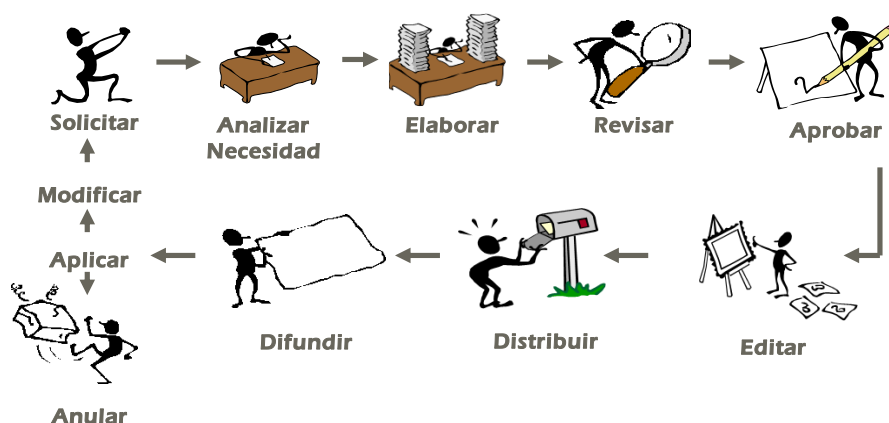 Solicitar
Analizar
Necesidad
Elaborar
Revisar
Aprobar
Editar
Distribuir
Difundir
Aplicar
Modificar
Anular